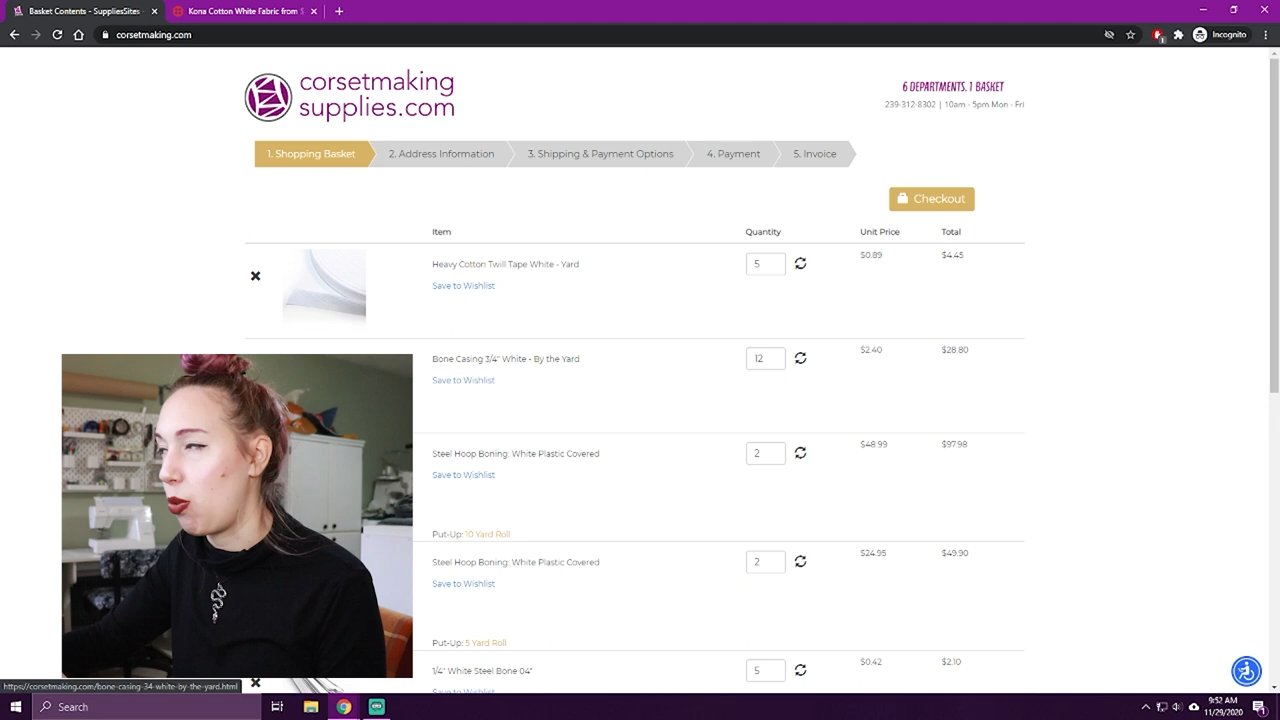 Basket Contents - SuppliesSites -
Kona Cotton White Fabric from S
corsetmaking.com
Incognito
corsetmaking
supplies.com
6 DEPARTMENTS. 1 BASKET
239-312-8302 | 10am - 5pm Mon - Fri
1. Shopping Basket
2. Address Information
3. Shipping & Payment Options
4. Payment
5. Invoice
Checkout
Item Quantity Unit Price Total
Heavy Cotton Twill Tape White - Yard 5 $0.89 $4.45
Save to Wishlist
Bone Casing 3/4" White - By the Yard 12 $2.40 $28.80
Save to Wishlist
Steel Hoop Boning: White Plastic Covered 2 $48.99 $97.98
Save to Wishlist
Put-Up: 10 Yard Roll
Steel Hoop Boning: White Plastic Covered 2 $24.95 $49.90
Save to Wishlist
Put-Up: 5 Yard Roll
1/4" White Steel Bone 04" 5 $0.42 $2.10
Save to Wishlist
https://corsetmaking.com/bone-casing-34-white-by-the-yard.html
Search
9:52 AM
11/29/2020